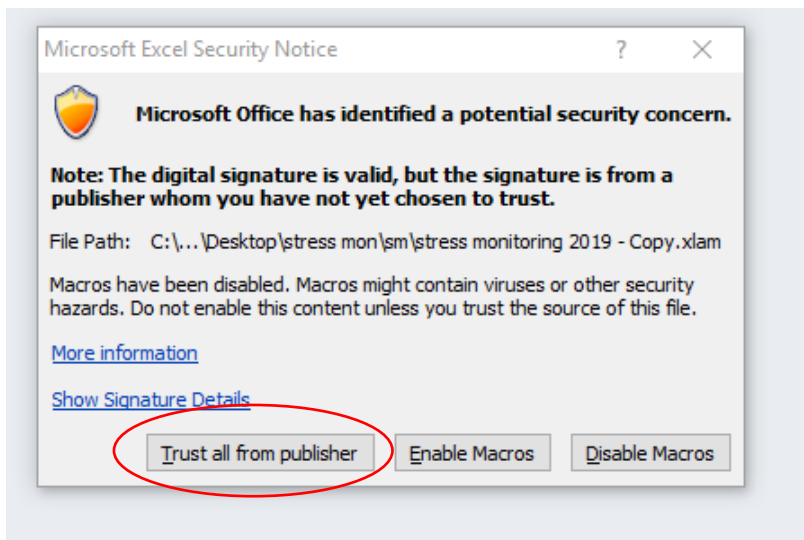 Microsoft Excel Security Notice
?
Microsoft Office has identified a potential security concern.
Note: The digital signature is valid, but the signature is from a
publisher whom you have not yet chosen to trust.
File Path: C:\...\Desktop\stress mon\sm\stress monitoring 2019 - Copy.xlam
Macros have been disabled. Macros might contain viruses or other security
hazards. Do not enable this content unless you trust the source of this file.
More information
Show Signature Details
Trust all from publisher
Enable Macros
Disable Macros